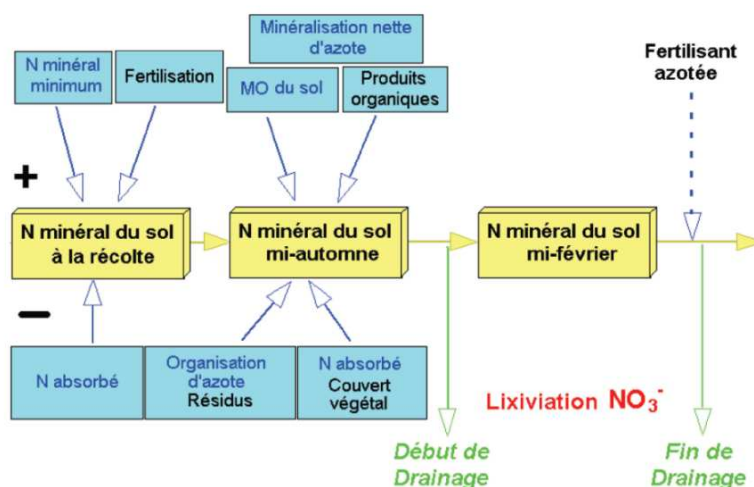 Minéralisation nette
d'azote
N minéral
minimum
Fertilisation
MO du sol
Produits
organiques
Fertilisant
azotée
+
N minéral du sol
à la récolte
N minéral du sol
mi-automne
N minéral du sol
mi-février
−
N absorbé
Organisation
d'azote
Résidus
N absorbé
Couvert
végétal
Lixiviation NO₃⁻
Début de
Drainage
Fin de
Drainage